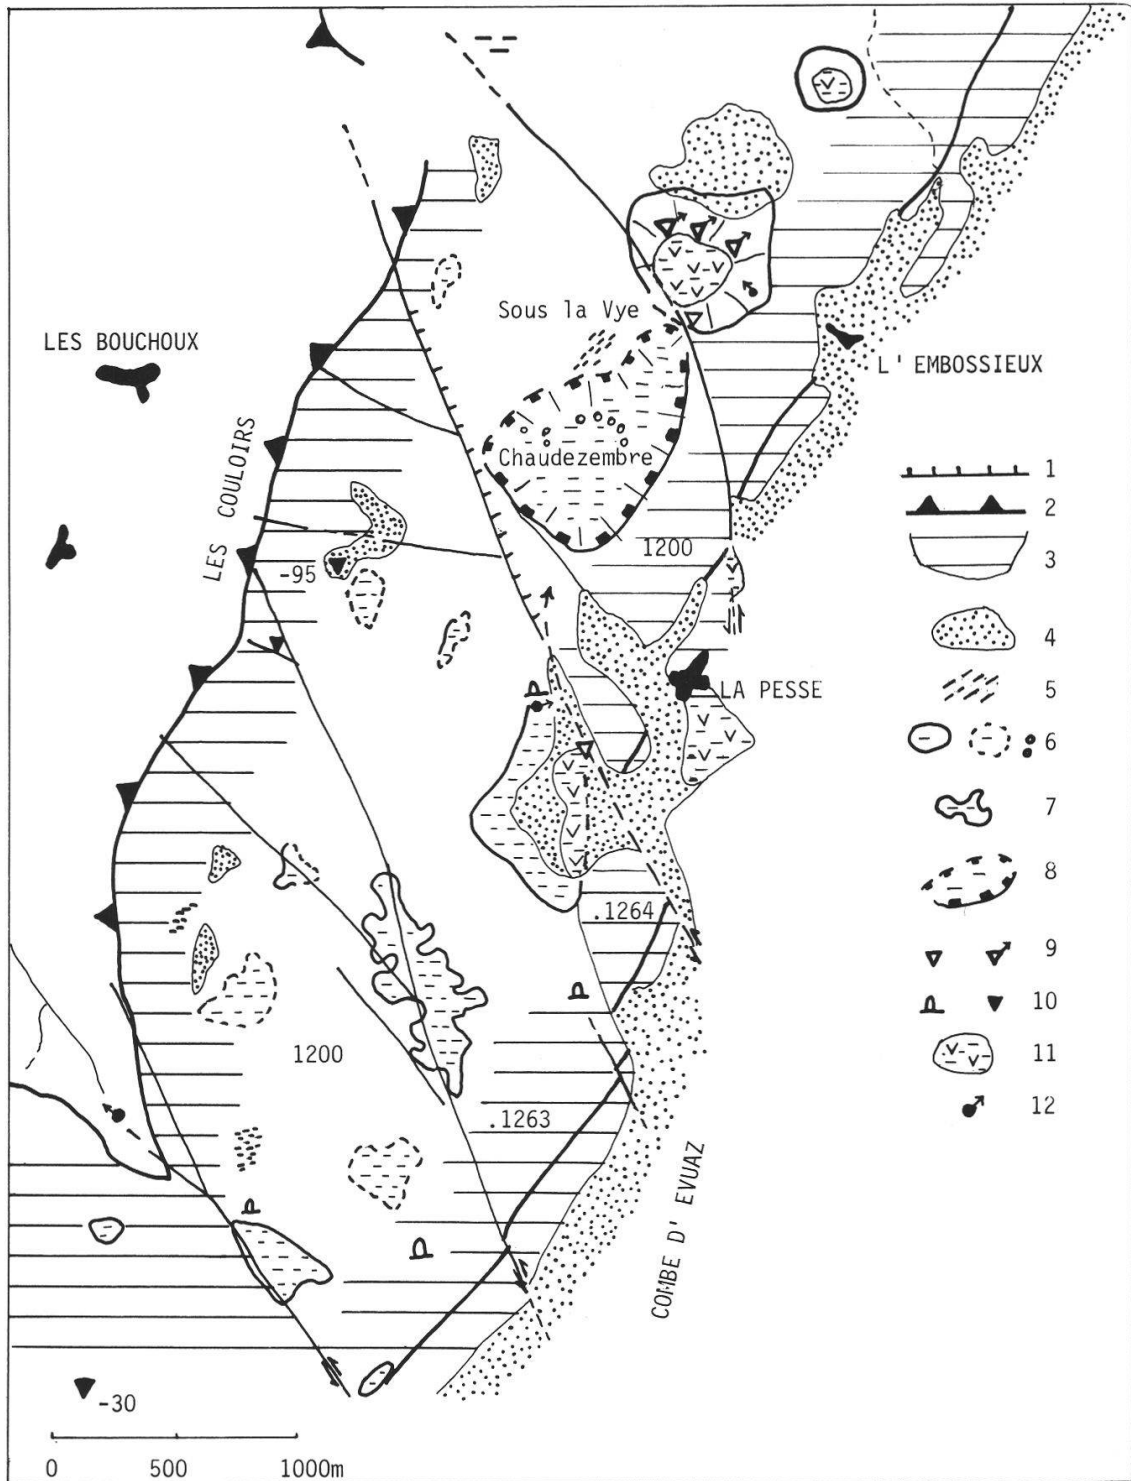 Sous la Vye
LES BOUCHOUX
L'EMBOSSIEUX
LES COULOIRS
Chaudezembre
1
2
1200
3
-95
4
5
LA PESSE
6
7
8
.1264
9
10
1200
11
.1263
12
COMBE D'EVUAZ
-30
0 500 1000m